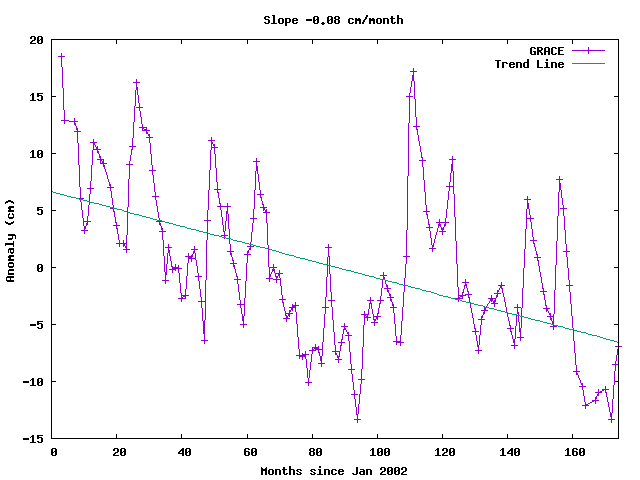 Slope -0.08 cm/month
GRACE
Trend Line
20
15
10
5
0
-5
-10
-15
Anomaly (cm)
0 20 40 60 80 100 120 140 160
Months since Jan 2002